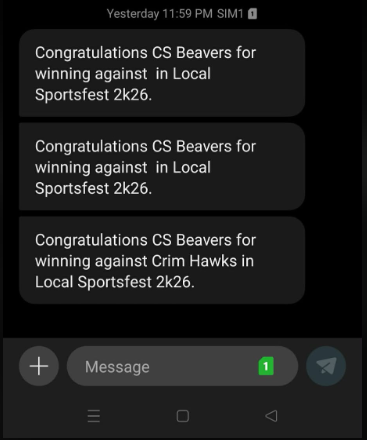 Yesterday 11:59 PM SIM1 1
Congratulations CS Beavers for
winning against  in Local
Sportsfest 2k26.
Congratulations CS Beavers for
winning against  in Local
Sportsfest 2k26.
Congratulations CS Beavers for
winning against Crim Hawks in
Local Sportsfest 2k26.
Message 1